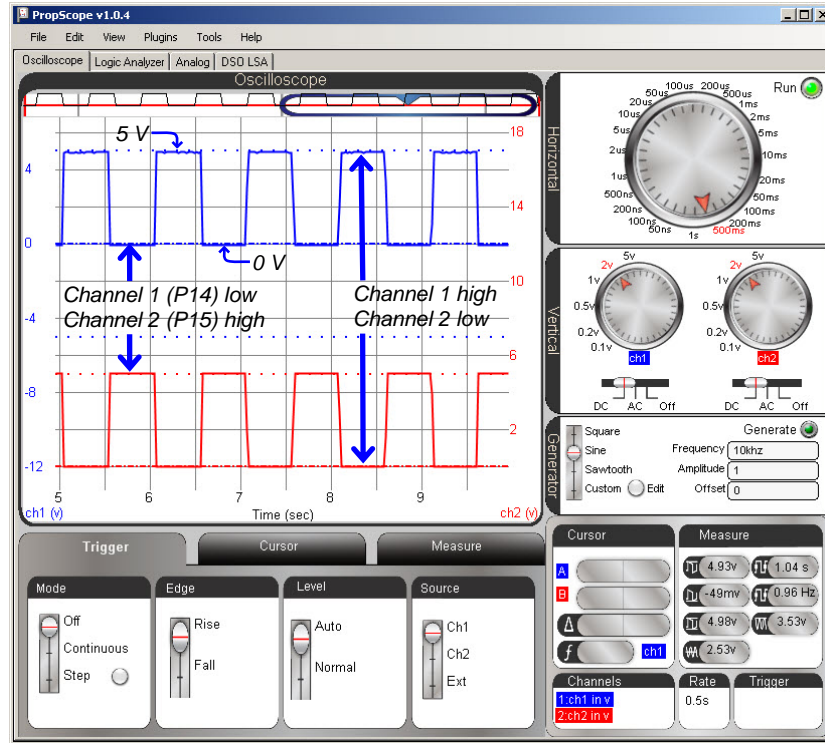 PropScope v1.0.4
File Edit View Plugins Tools Help
Oscilloscope Logic Analyzer Analog DSO LSA
Oscilloscope
4
0
-4
-8
-12
18
14
10
6
2
5 V
0 V
Channel 1 (P14) low
Channel 2 (P15) high
Channel 1 high
Channel 2 low
5 6 7 8 9
ch1 (v) Time (sec) ch2 (v)
Horizontal
Run
50ns
100ns
200ns
500ns
1us
2us
5us
10us
20us
50us
100us
200us
500us
1ms
2ms
5ms
10ms
20ms
50ms
100ms
200ms
500ms
1s
Vertical
5v
2v
1v
0.5v
0.2v
0.1v
ch1
DC AC Off
5v
2v
1v
0.5v
0.2v
0.1v
ch2
DC AC Off
Generator
Square
Sine
Sawtooth
Custom Edit
Generate
Frequency 10khz
Amplitude 1
Offset 0
Trigger Cursor Measure
Mode
Off
Continuous
Step
Edge
Rise
Fall
Level
Auto
Normal
Source
Ch1
Ch2
Ext
Cursor
A
B
Δ
f ch1
Measure
4.93v 1.04 s
-49mv 0.96 Hz
4.98v 3.53v
2.53v
Channels
1:ch1 in v
2:ch2 in v
Rate
0.5s
Trigger